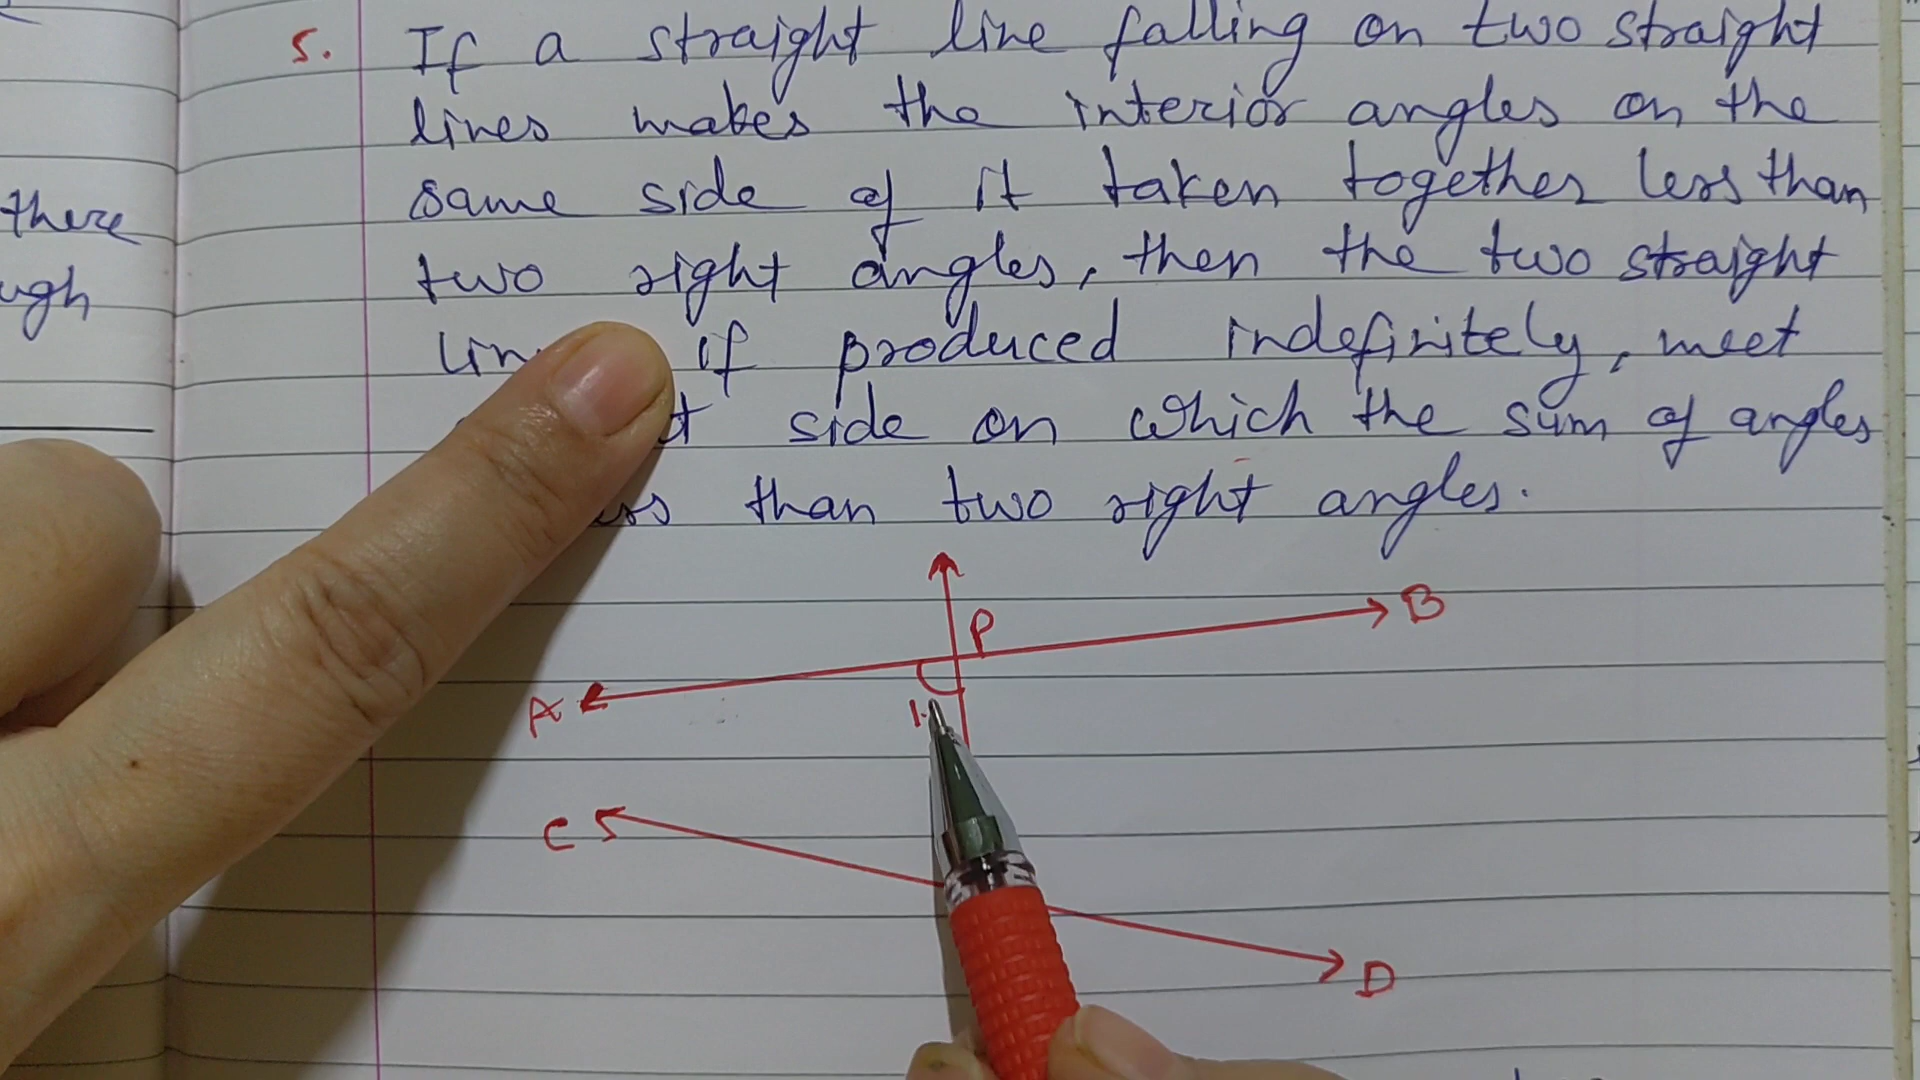 there
ugh
5. If a straight line falling on two straight
lines makes the interior angles on the
same side of it taken together less than
two right angles, then the two straight
lin if produced indefinitely, meet
t side on which the sum of angles
ss than two right angles.
P
B
A
1.
C
D